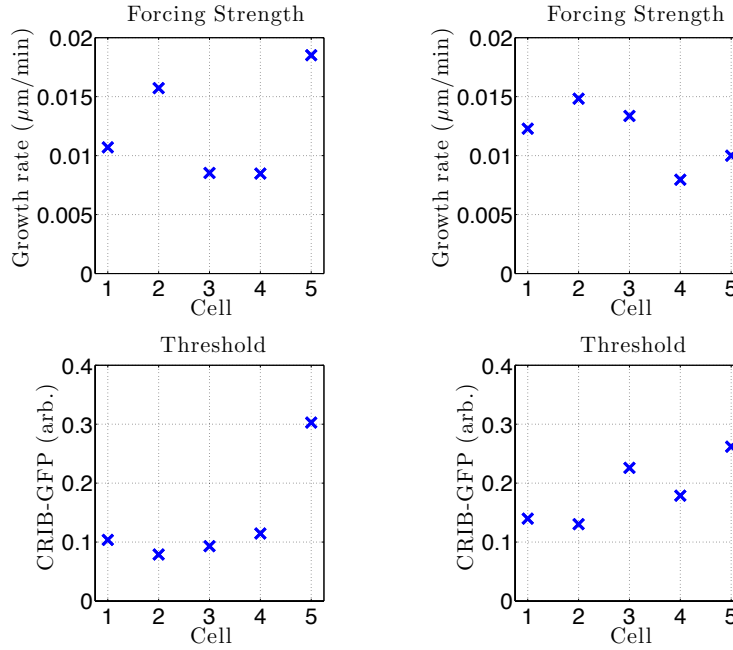 Forcing Strength
Growth rate (μm/min)
0.02
0.015
0.01
0.005
0
1 2 3 4 5
Cell
Forcing Strength
Growth rate (μm/min)
0.02
0.015
0.01
0.005
0
1 2 3 4 5
Cell
Threshold
CRIB-GFP (arb.)
0.4
0.3
0.2
0.1
0
1 2 3 4 5
Cell
Threshold
CRIB-GFP (arb.)
0.4
0.3
0.2
0.1
0
1 2 3 4 5
Cell